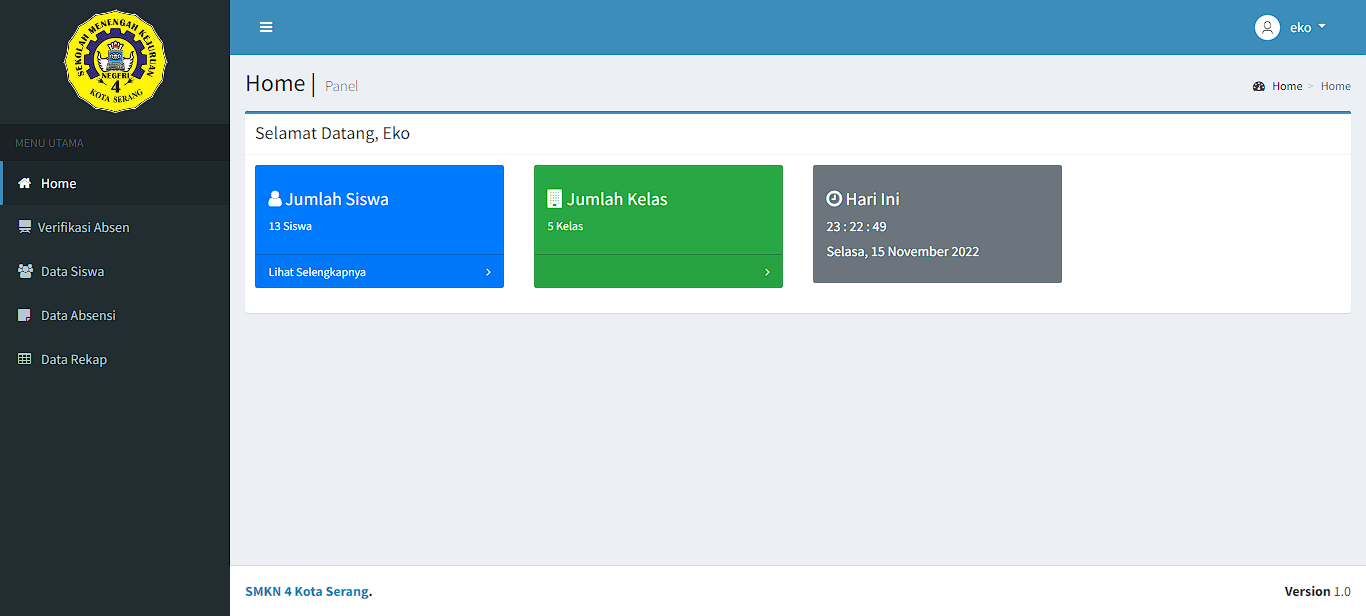 SEKOLAH MENENGAH KEJURUAN
NEGERI
4
KOTA SERANG
eko
MENU UTAMA
Home
Verifikasi Absen
Data Siswa
Data Absensi
Data Rekap
Home | Panel
Home > Home
Selamat Datang, Eko
Jumlah Siswa
13 Siswa
Lihat Selengkapnya
Jumlah Kelas
5 Kelas
Hari Ini
23 : 22 : 49
Selasa, 15 November 2022
SMKN 4 Kota Serang.
Version 1.0